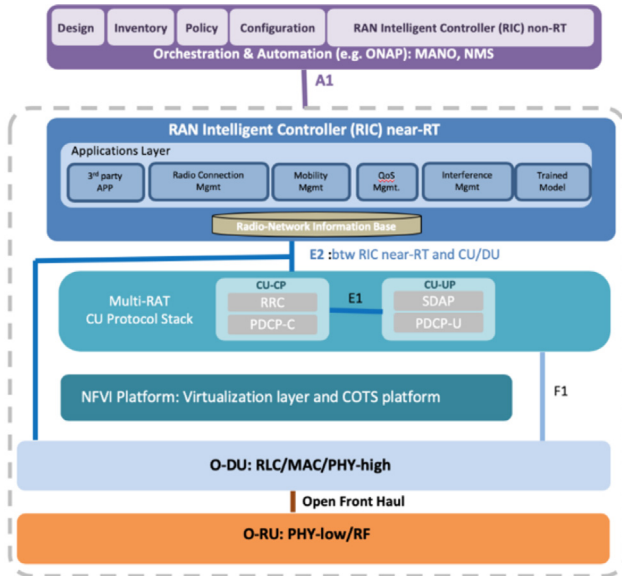 Design Inventory Policy Configuration RAN Intelligent Controller (RIC) non-RT
Orchestration & Automation (e.g. ONAP): MANO, NMS
A1
RAN Intelligent Controller (RIC) near-RT
Applications Layer
3rd party
APP
Radio Connection
Mgmt
Mobility
Mgmt
QoS
Mgmt.
Interference
Mgmt
Trained
Model
Radio-Network Information Base
E2 :btw RIC near-RT and CU/DU
Multi-RAT
CU Protocol Stack
CU-CP
RRC
PDCP-C
E1
CU-UP
SDAP
PDCP-U
NFVI Platform: Virtualization layer and COTS platform
F1
O-DU: RLC/MAC/PHY-high
Open Front Haul
O-RU: PHY-low/RF